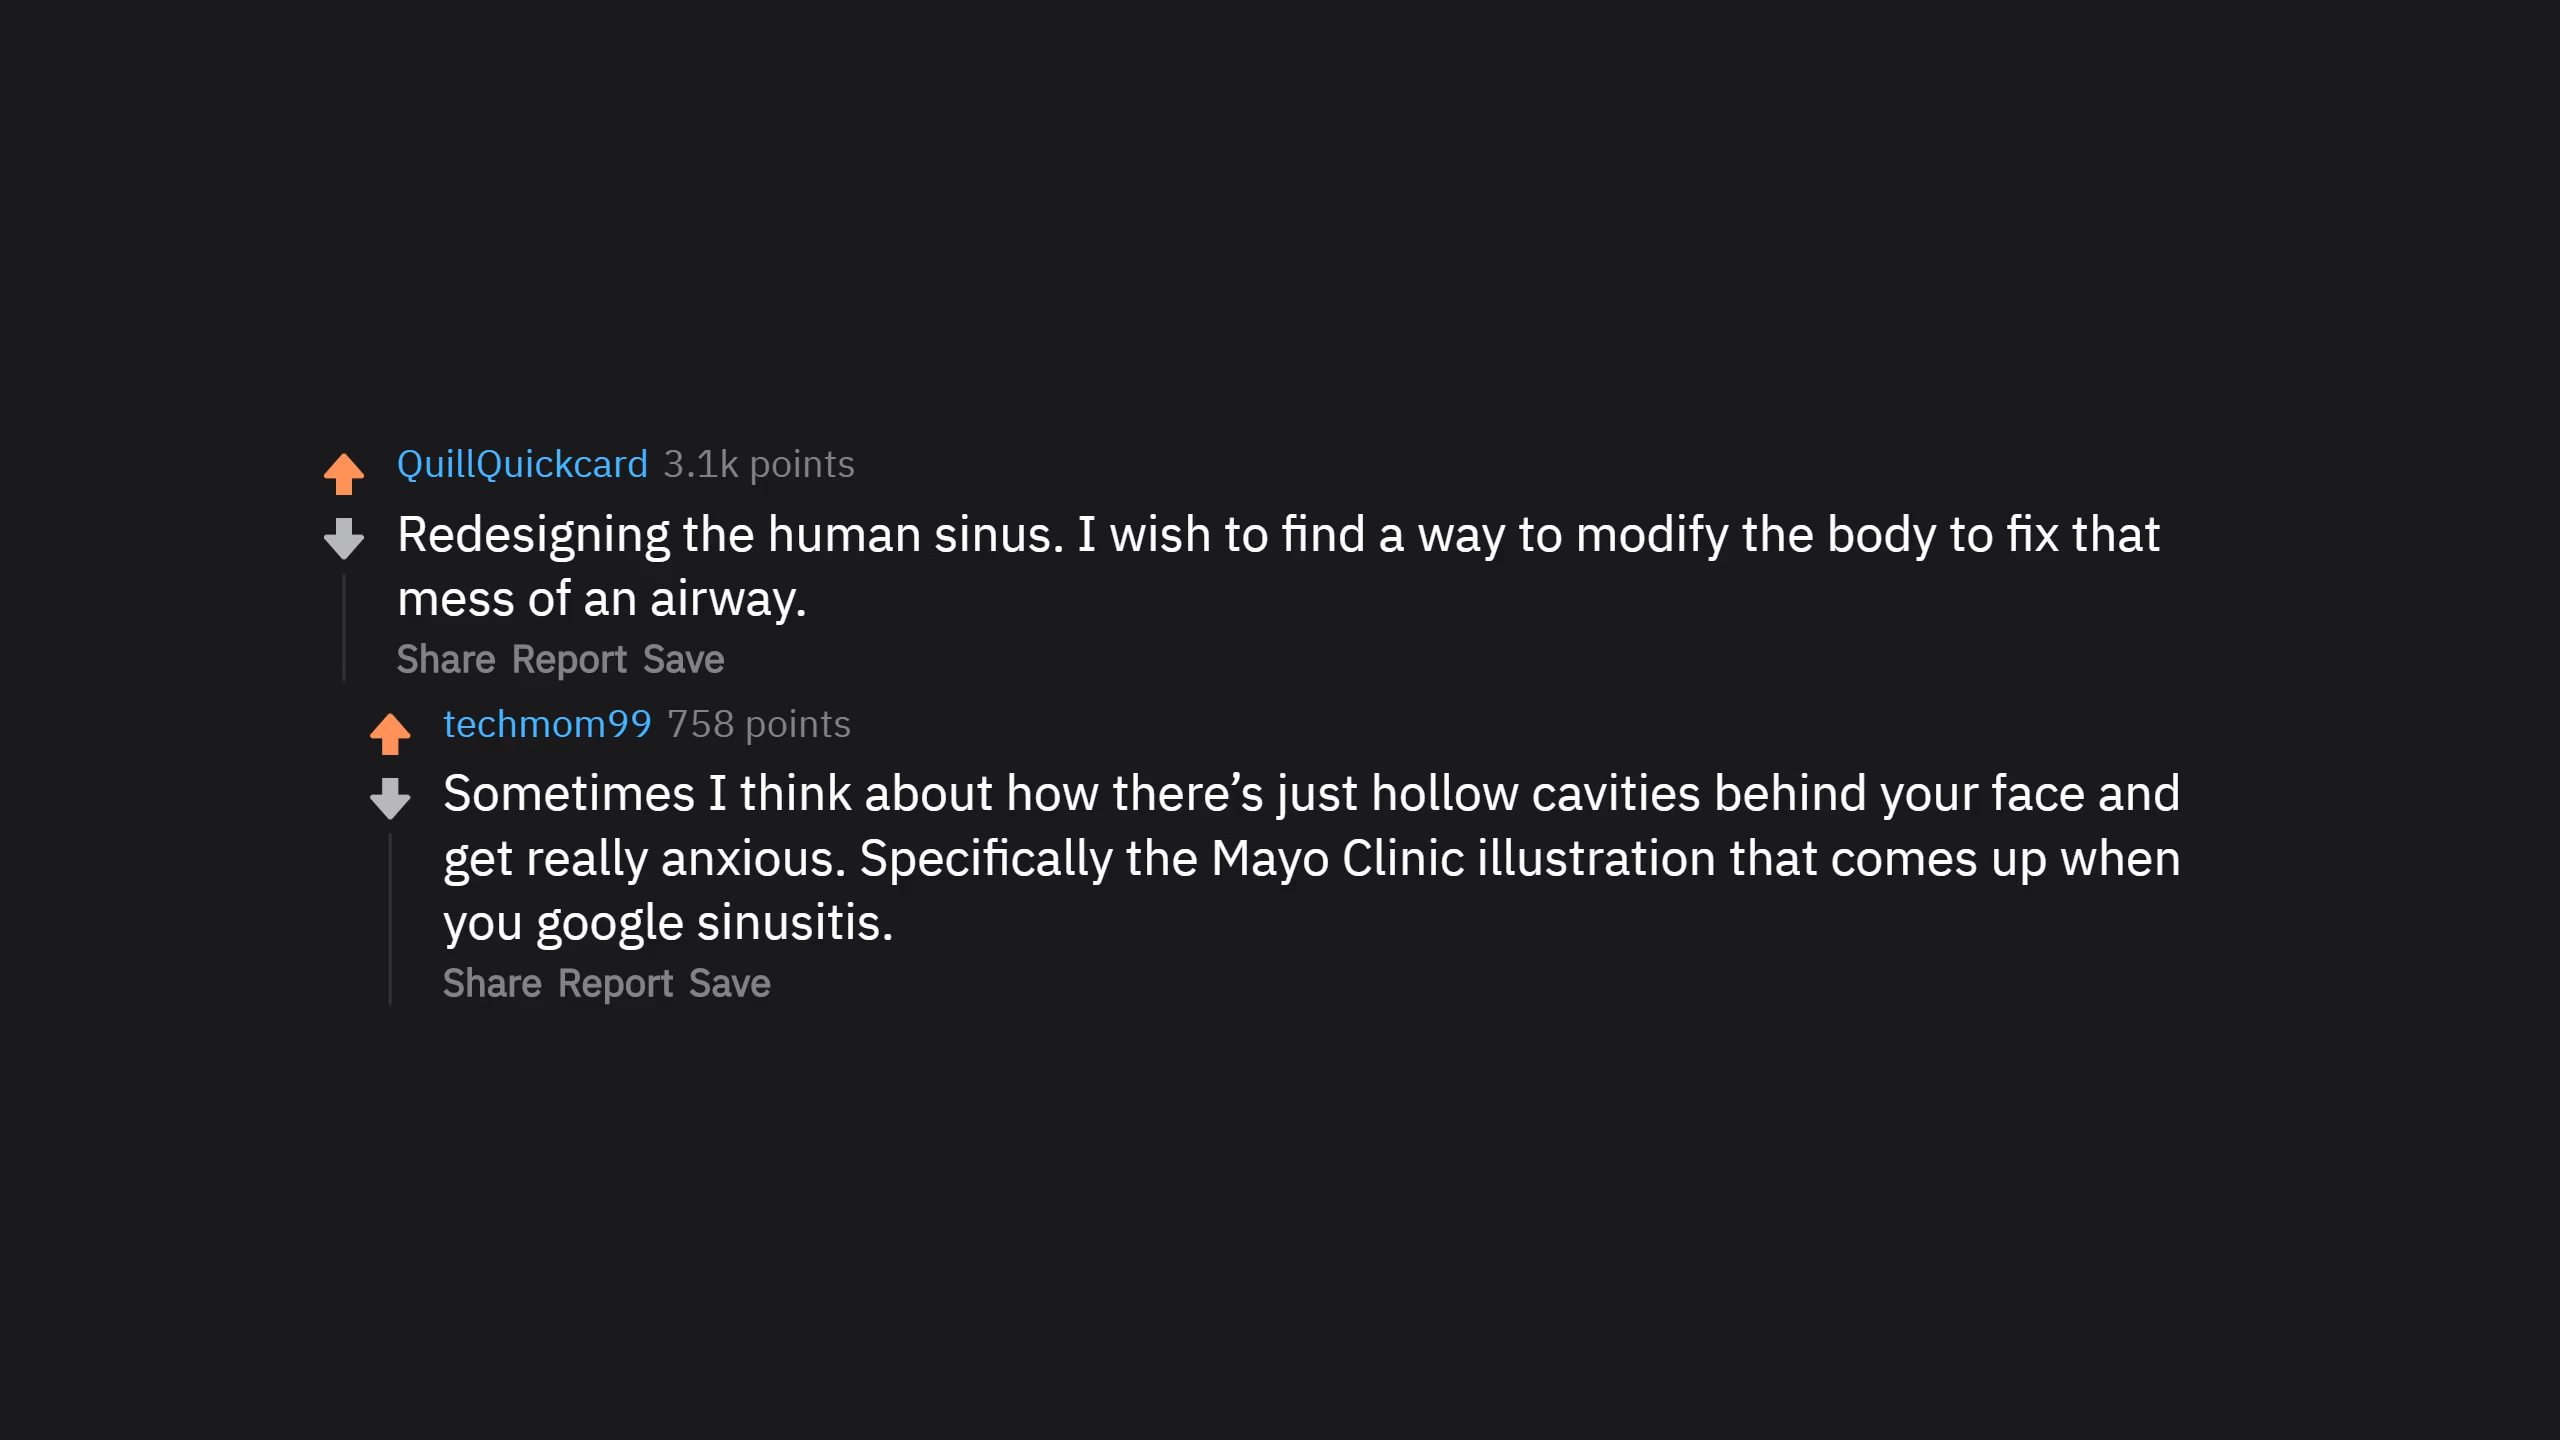 QuillQuickcard 3.1k points
Redesigning the human sinus. I wish to find a way to modify the body to fix that
mess of an airway.
Share Report Save
techmom99 758 points
Sometimes I think about how there’s just hollow cavities behind your face and
get really anxious. Specifically the Mayo Clinic illustration that comes up when
you google sinusitis.
Share Report Save